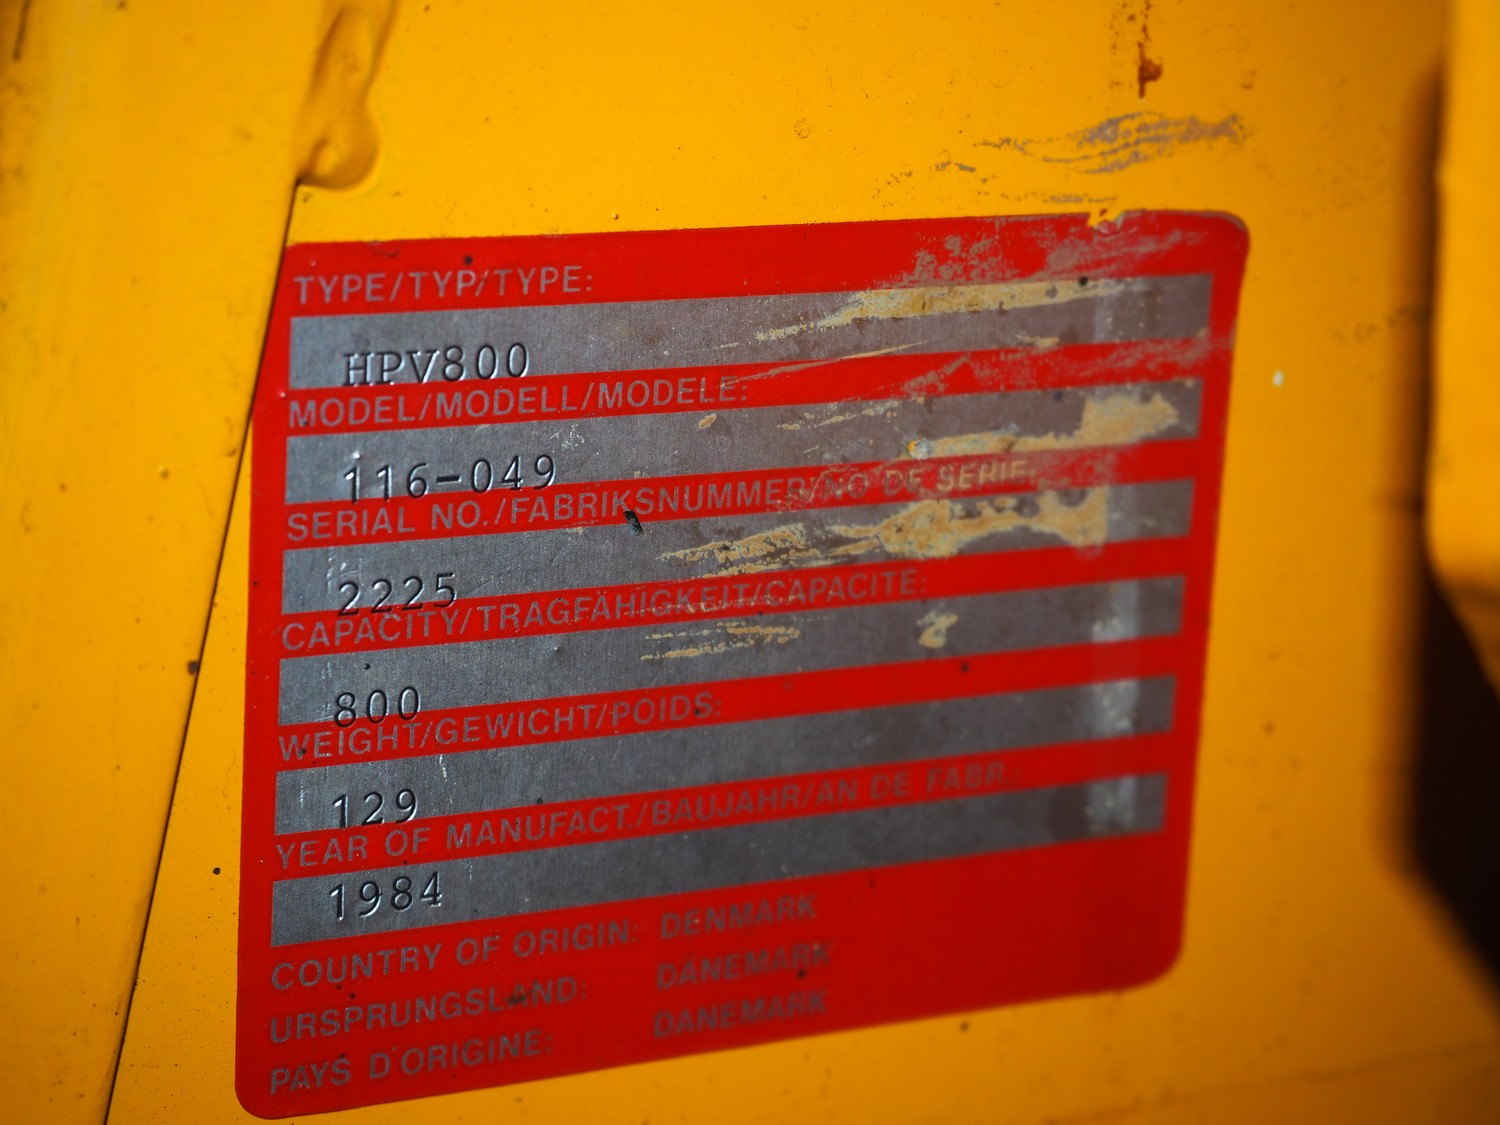 TYPE/TYP/TYPE:
HPV800
MODEL/MODELL/MODELE:
116-049
SERIAL NO./FABRIKSNUMMER/NO DE SERIE:
2225
CAPACITY/TRAGFÄHIGKEIT/CAPACITE:
800
WEIGHT/GEWICHT/POIDS:
129
YEAR OF MANUFACT./BAUJAHR/AN DE FABR.:
1984
COUNTRY OF ORIGIN: DENMARK
URSPRUNGSLAND: DÄNEMARK
PAYS D'ORIGINE: DANEMARK